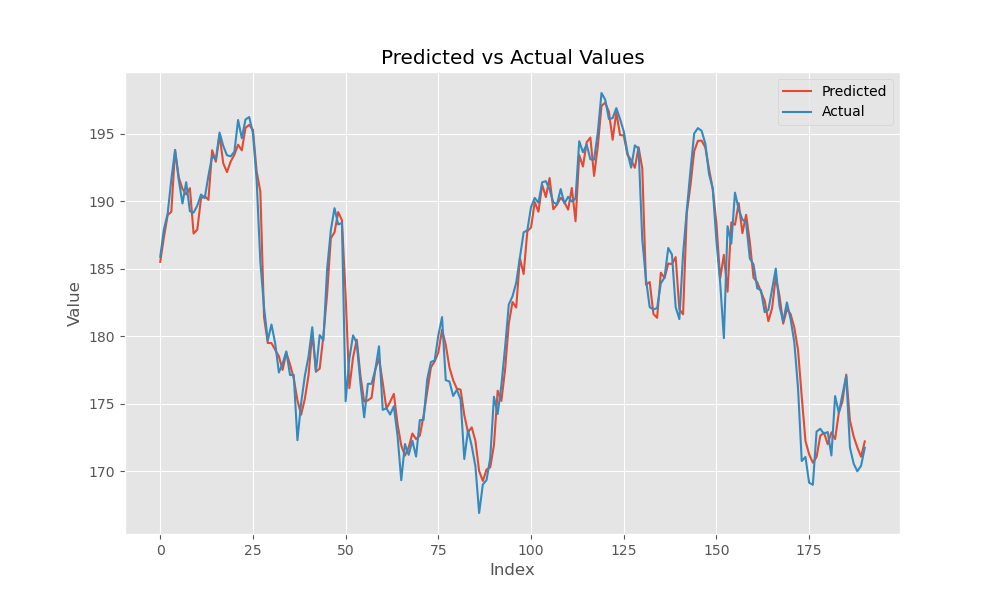 Predicted vs Actual Values
Predicted
Actual
195
190
185
180
175
170
Value
0 25 50 75 100 125 150 175
Index